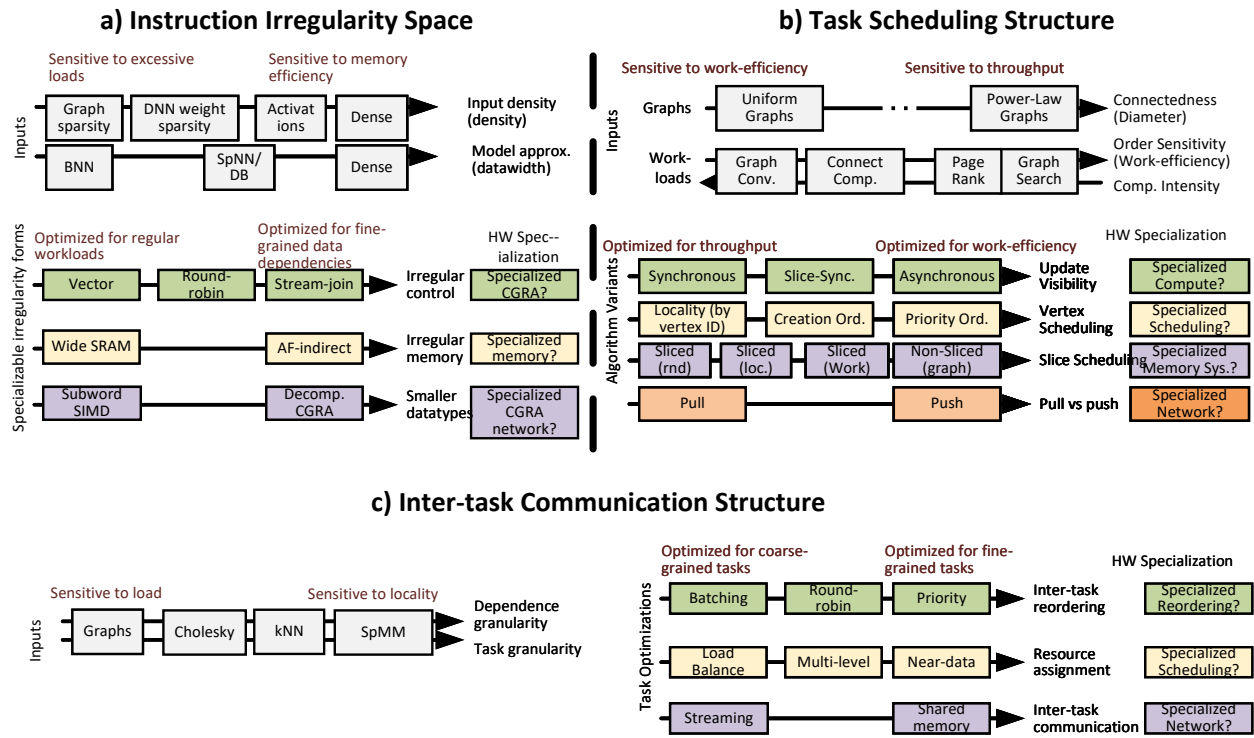 a) Instruction Irregularity Space
Sensitive to excessive
loads
Sensitive to memory
efficiency
Inputs
Graph
sparsity
DNN weight
sparsity
Activat
ions
Dense
Input density
(density)
BNN
SpNN/
DB
Dense
Model approx.
(datawidth)
Specializable irregularity forms
Optimized for regular
workloads
Optimized for fine-
grained data
dependencies
HW Spec--
ialization
Vector
Round-
robin
Stream-join
Irregular
control
Specialized
CGRA?
Wide SRAM
AF-indirect
Irregular
memory
Specialized
memory?
Subword
SIMD
Decomp.
CGRA
Smaller
datatypes
Specialized
CGRA
network?
b) Task Scheduling Structure
Sensitive to work-efficiency
Sensitive to throughput
Inputs
Graphs
Uniform
Graphs
Power-Law
Graphs
Connectedness
(Diameter)
Work-
loads
Graph
Conv.
Connect
Comp.
Page
Rank
Graph
Search
Order Sensitivity
(Work-efficiency)
Comp. Intensity
Algorithm Variants
Optimized for throughput
Optimized for work-efficiency
HW Specialization
Synchronous
Slice-Sync.
Asynchronous
Update
Visibility
Specialized
Compute?
Locality (by
vertex ID)
Creation Ord.
Priority Ord.
Vertex
Scheduling
Specialized
Scheduling?
Sliced
(rnd)
Sliced
(loc.)
Sliced
(Work)
Non-Sliced
(graph)
Slice Scheduling
Specialized
Memory Sys.?
Pull
Push
Pull vs push
Specialized
Network?
c) Inter-task Communication Structure
Inputs
Sensitive to load
Sensitive to locality
Graphs
Cholesky
kNN
SpMM
Dependence
granularity
Task granularity
Task Optimizations
Optimized for coarse-
grained tasks
Optimized for fine-
grained tasks
HW Specialization
Batching
Round-
robin
Priority
Inter-task
reordering
Specialized
Reordering?
Load
Balance
Multi-level
Near-data
Resource
assignment
Specialized
Scheduling?
Streaming
Shared
memory
Inter-task
communication
Specialized
Network?